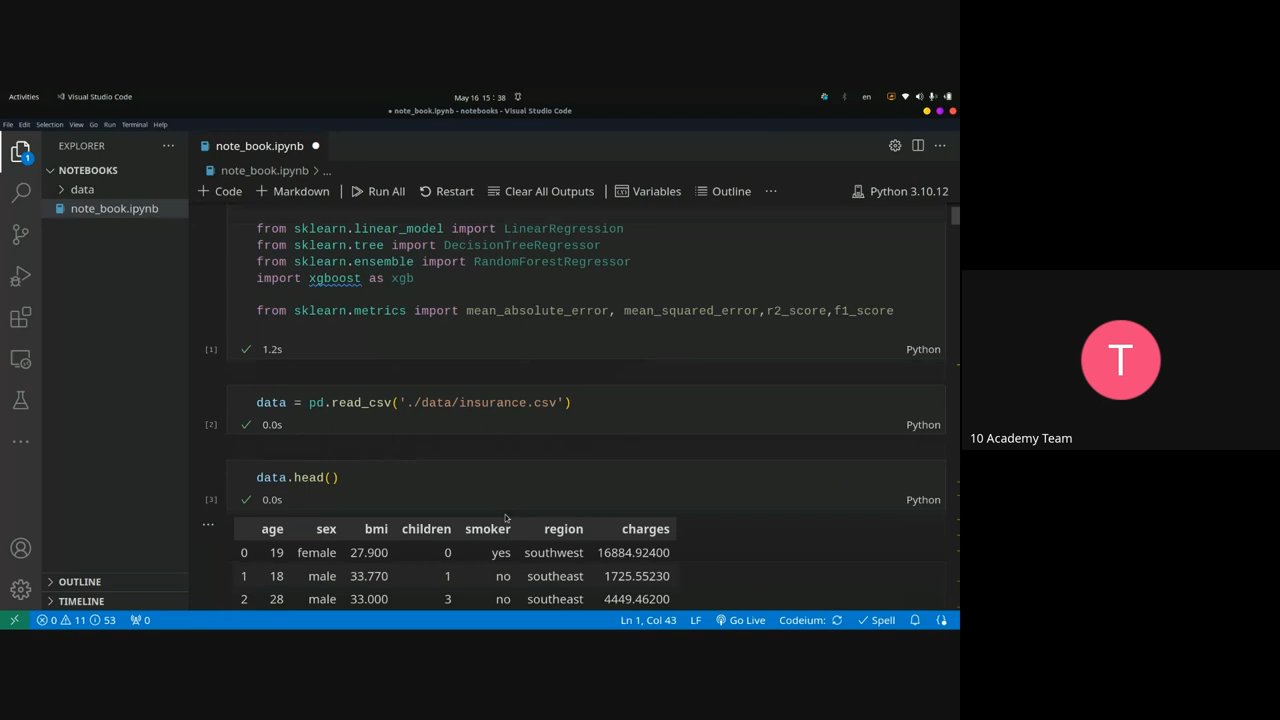 Activities Visual Studio Code May 16 15:38 en
● note_book.ipynb - notebooks - Visual Studio Code
File Edit Selection View Go Run Terminal Help
EXPLORER
note_book.ipynb
NOTEBOOKS
note_book.ipynb > ...
data
Code Markdown Run All Restart Clear All Outputs Variables Outline ... Python 3.10.12
note_book.ipynb
1
from sklearn.linear_model import LinearRegression
from sklearn.tree import DecisionTreeRegressor
from sklearn.ensemble import RandomForestRegressor
import xgboost as xgb
from sklearn.metrics import mean_absolute_error, mean_squared_error,r2_score,f1_score
[1] 1.2s Python
data = pd.read_csv('./data/insurance.csv')
[2] 0.0s Python
data.head()
[3] 0.0s Python
age sex bmi children smoker region charges
0 19 female 27.900 0 yes southwest 16884.92400
1 18 male 33.770 1 no southeast 1725.55230
2 28 male 33.000 3 no southeast 4449.46200
OUTLINE
TIMELINE
0 11 53 0 Ln 1, Col 43 LF Go Live Codeium: Spell
T
10 Academy Team